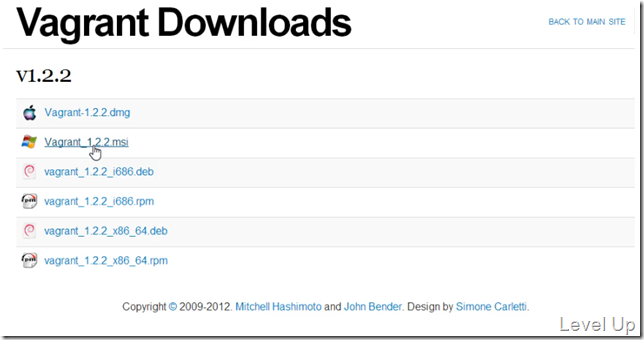 Vagrant Downloads
BACK TO MAIN SITE
v1.2.2
Vagrant-1.2.2.dmg
Vagrant_1.2.2.msi
vagrant_1.2.2_i686.deb
vagrant_1.2.2_i686.rpm
vagrant_1.2.2_x86_64.deb
vagrant_1.2.2_x86_64.rpm
Copyright © 2009-2012. Mitchell Hashimoto and John Bender. Design by Simone Carletti.
Level Up